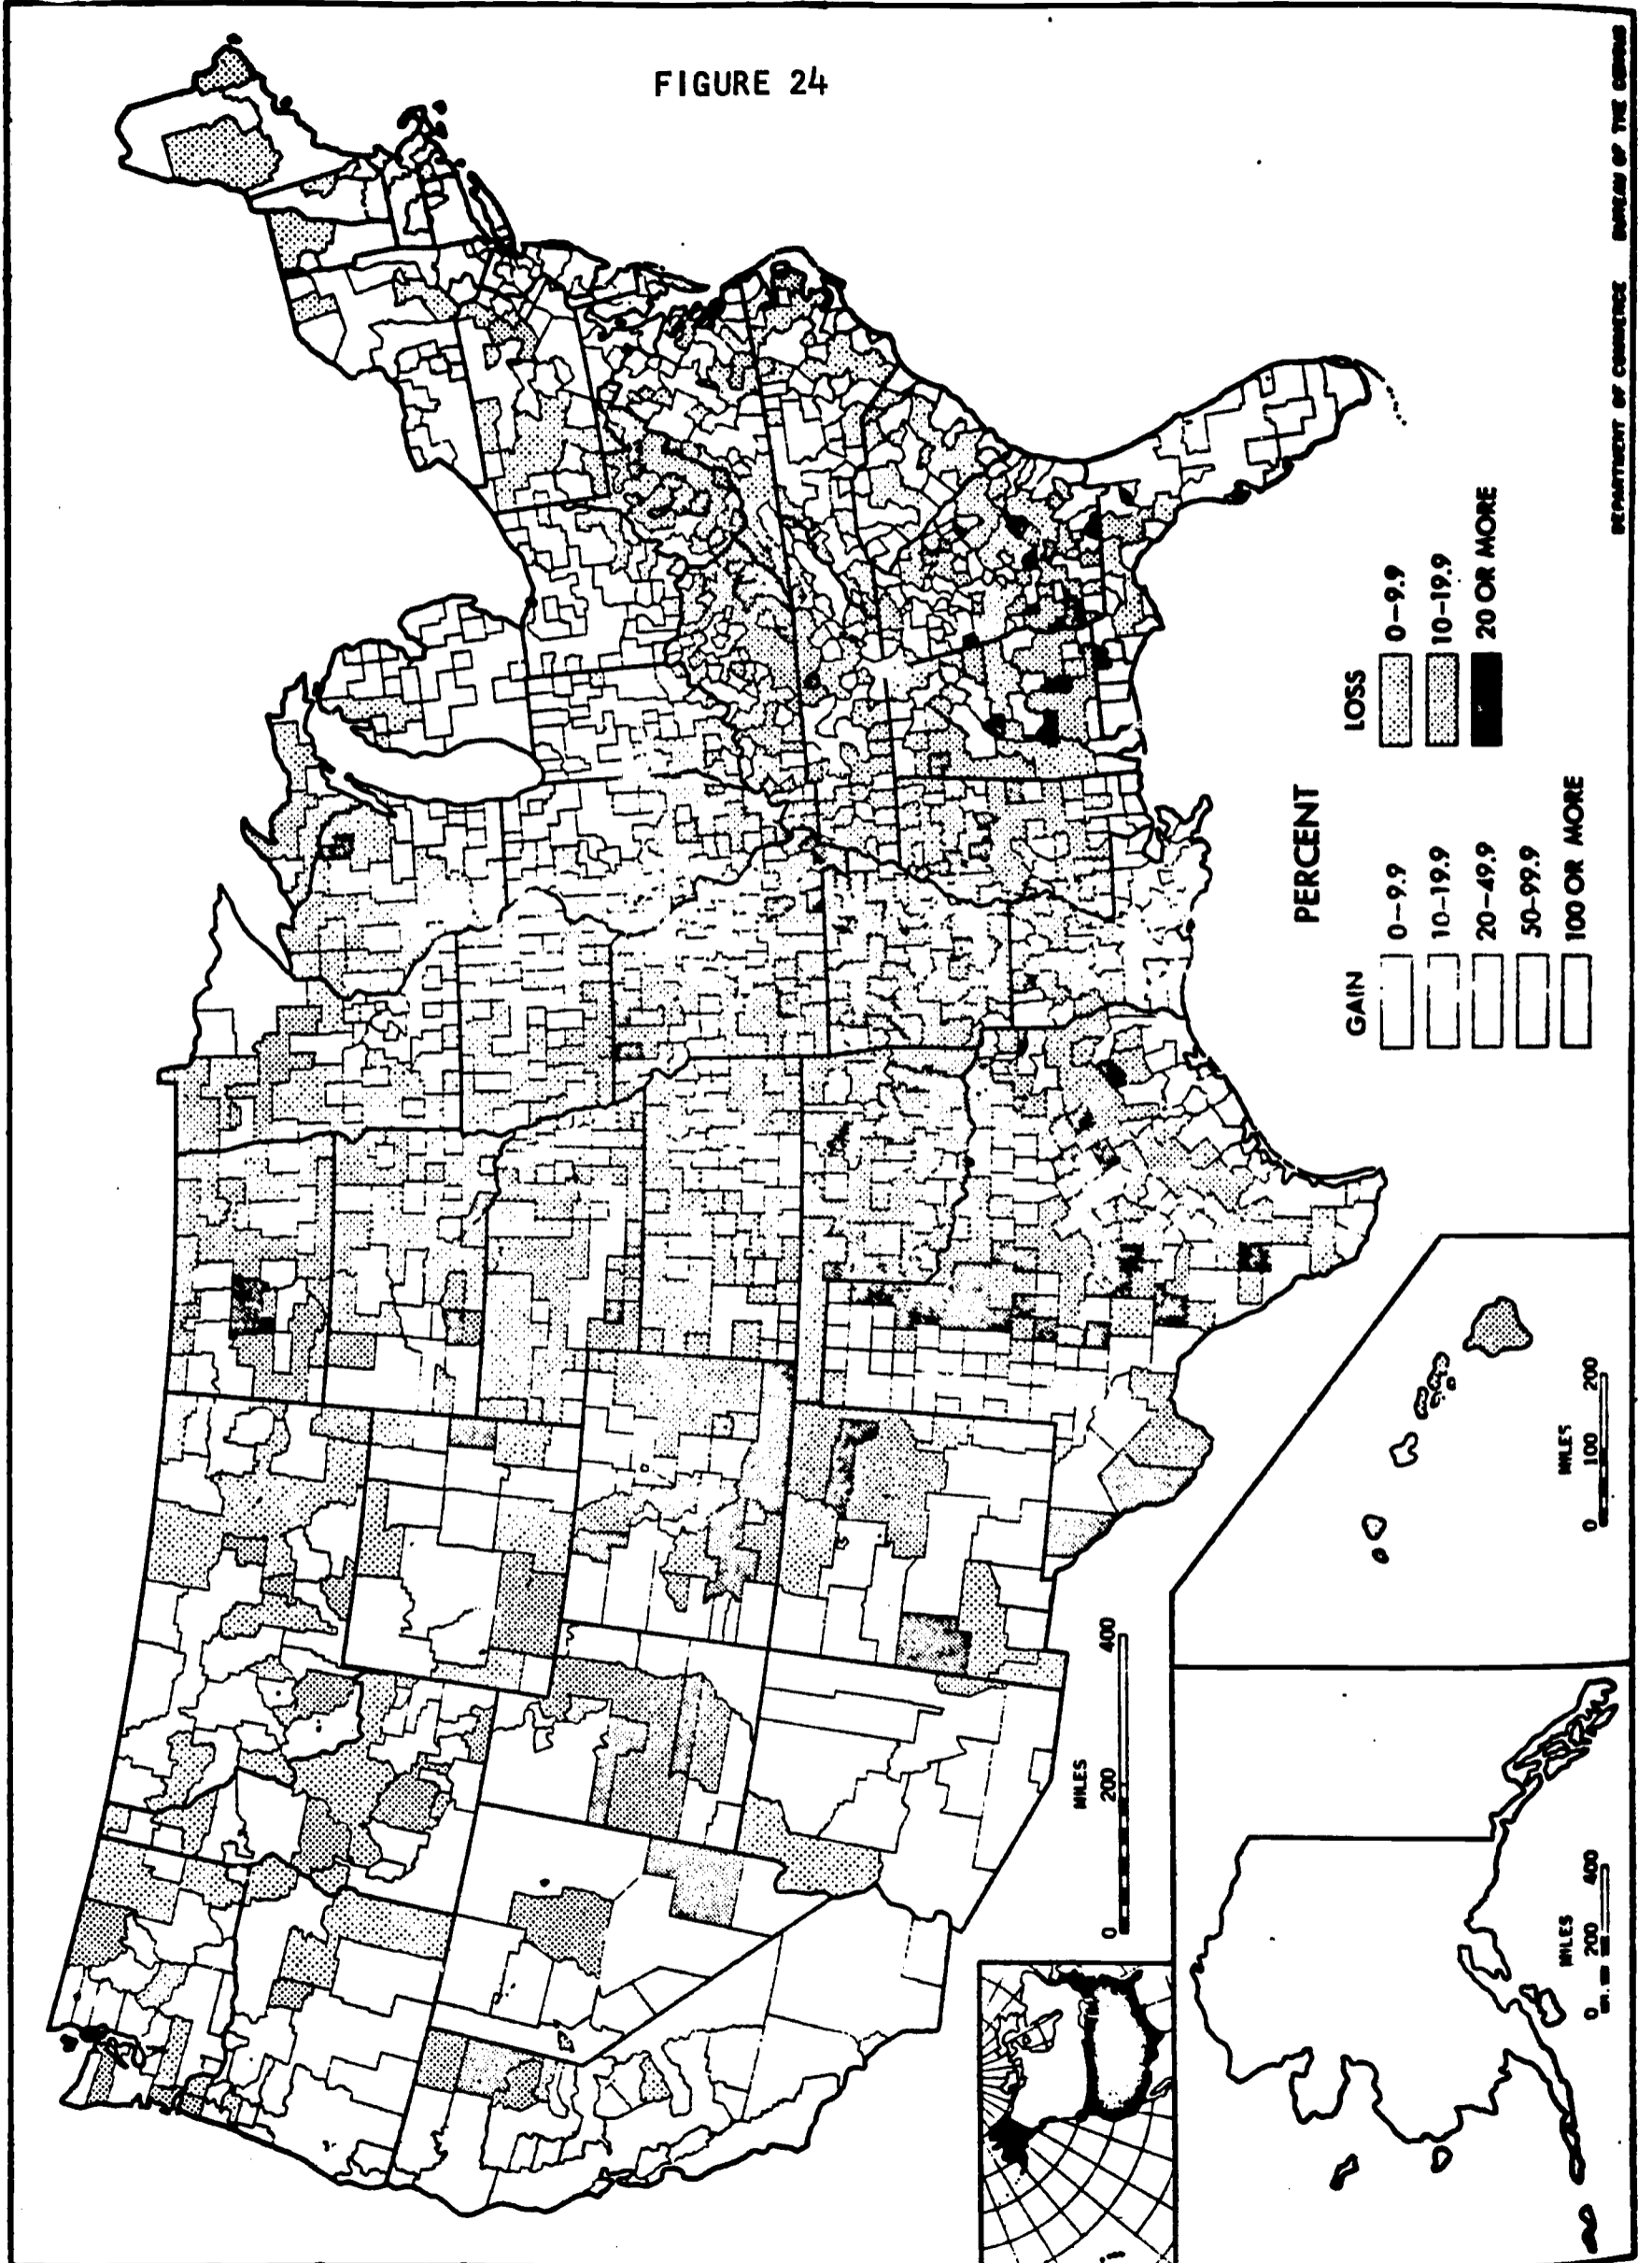 FIGURE 24
DEPARTMENT OF COMMERCE BUREAU OF THE CENSUS
PERCENT
GAIN
0–9.9
10–19.9
20–49.9
50–99.9
100 OR MORE
LOSS
0–9.9
10–19.9
20 OR MORE
MILES
0 200 400
MILES
0 100 200
MILES
0 200 400